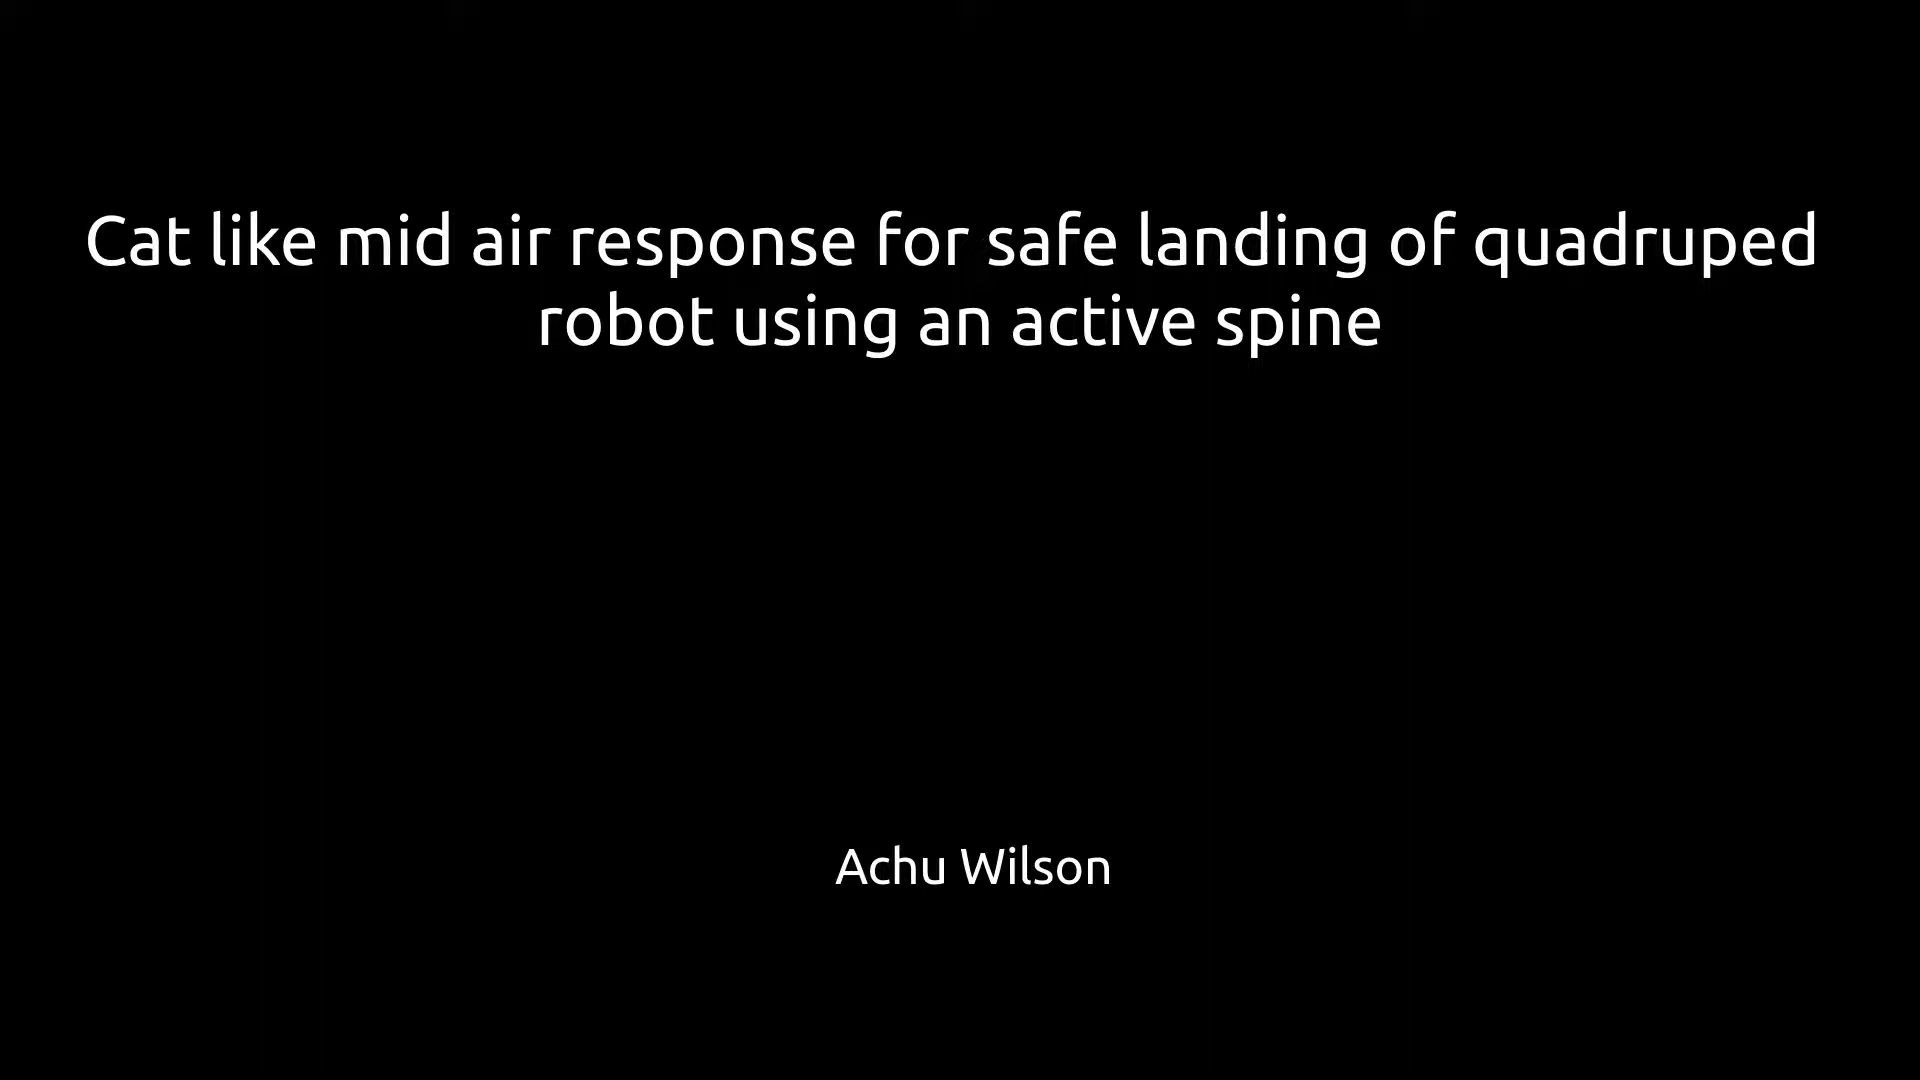 Cat like mid air response for safe landing of quadruped
robot using an active spine
Achu Wilson